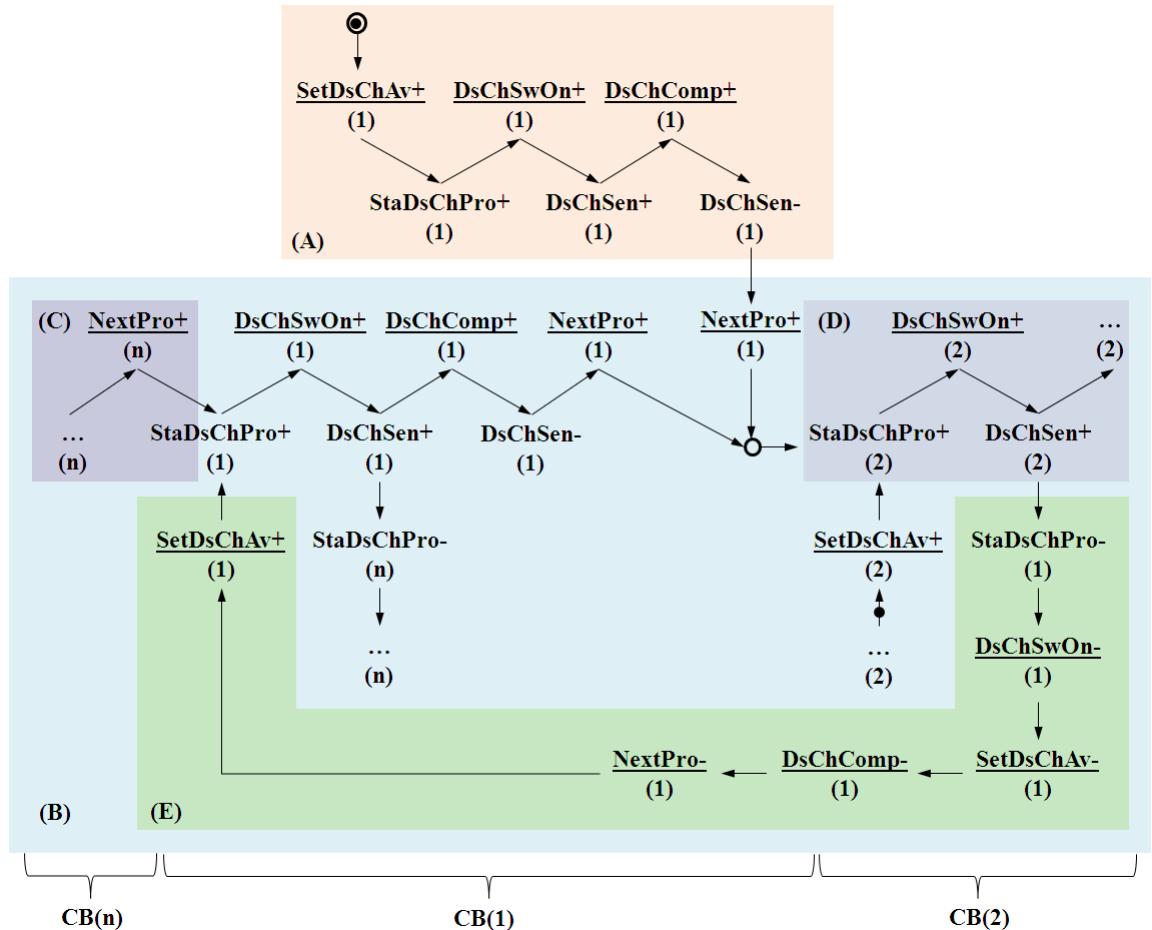 SetDsChAv+ DsChSwOn+ DsChComp+
(1) (1) (1)
StaDsChPro+ DsChSen+ DsChSen-
(A) (1) (1) (1)
(C) NextPro+ DsChSwOn+ DsChComp+ NextPro+ NextPro+ (D) DsChSwOn+ ...
(n) (1) (1) (1) (1) (2) (2)
... StaDsChPro+ DsChSen+ DsChSen- StaDsChPro+ DsChSen+
(n) (1) (1) (1) (2) (2)
SetDsChAv+ StaDsChPro- SetDsChAv+ StaDsChPro-
(1) (n) (2) (1)
... ... DsChSwOn-
(n) (2) (1)
NextPro- DsChComp- SetDsChAv-
(1) (1) (1)
(B) (E)
CB(n) CB(1) CB(2)